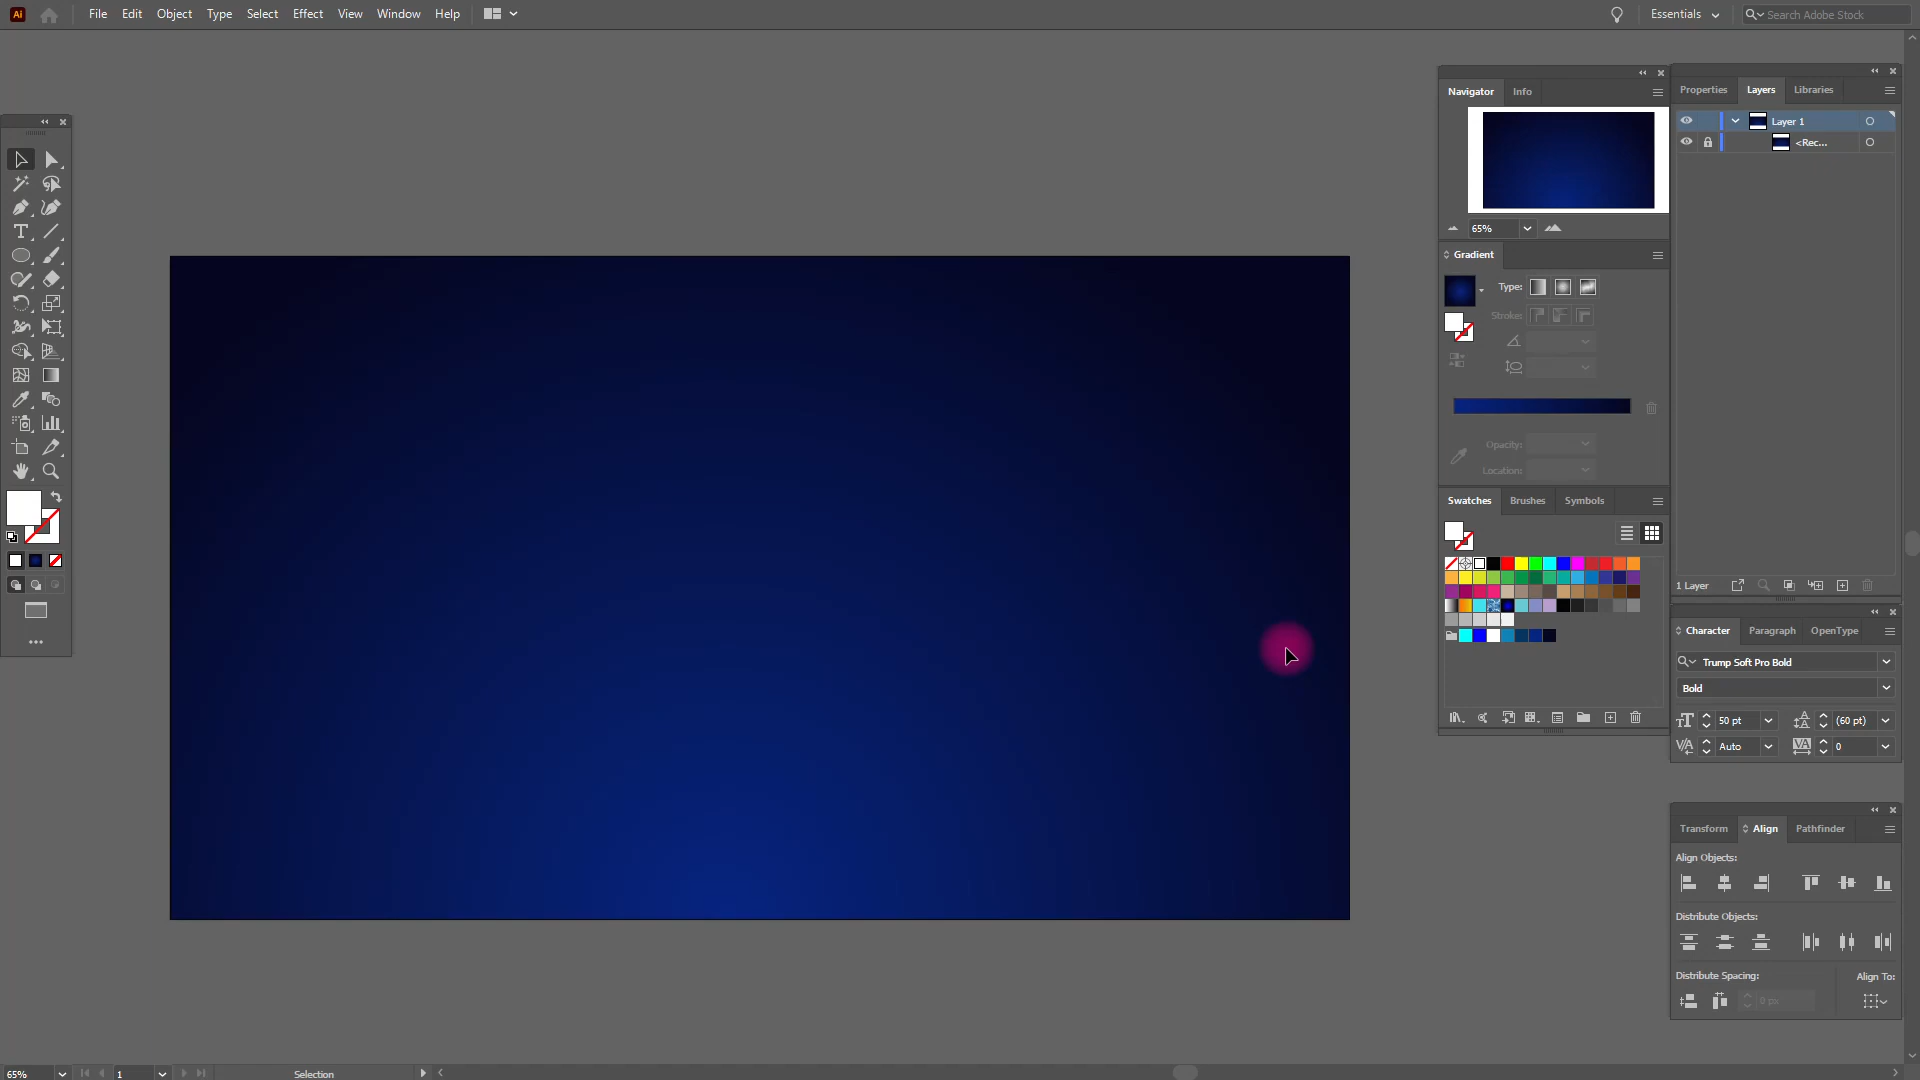 Ai File Edit Object Type Select Effect View Window Help Essentials Search Adobe Stock
Navigator Info
65%
Gradient
Type:
Stroke:
Opacity:
Location:
Swatches Brushes Symbols
Properties Layers Libraries
Layer 1
<Rec...
1 Layer
Character Paragraph OpenType
Trump Soft Pro Bold
Bold
50 pt (60 pt)
Auto 0
Transform Align Pathfinder
Align Objects:
Distribute Objects:
Distribute Spacing: Align To:
0 px
65% 1 Selection